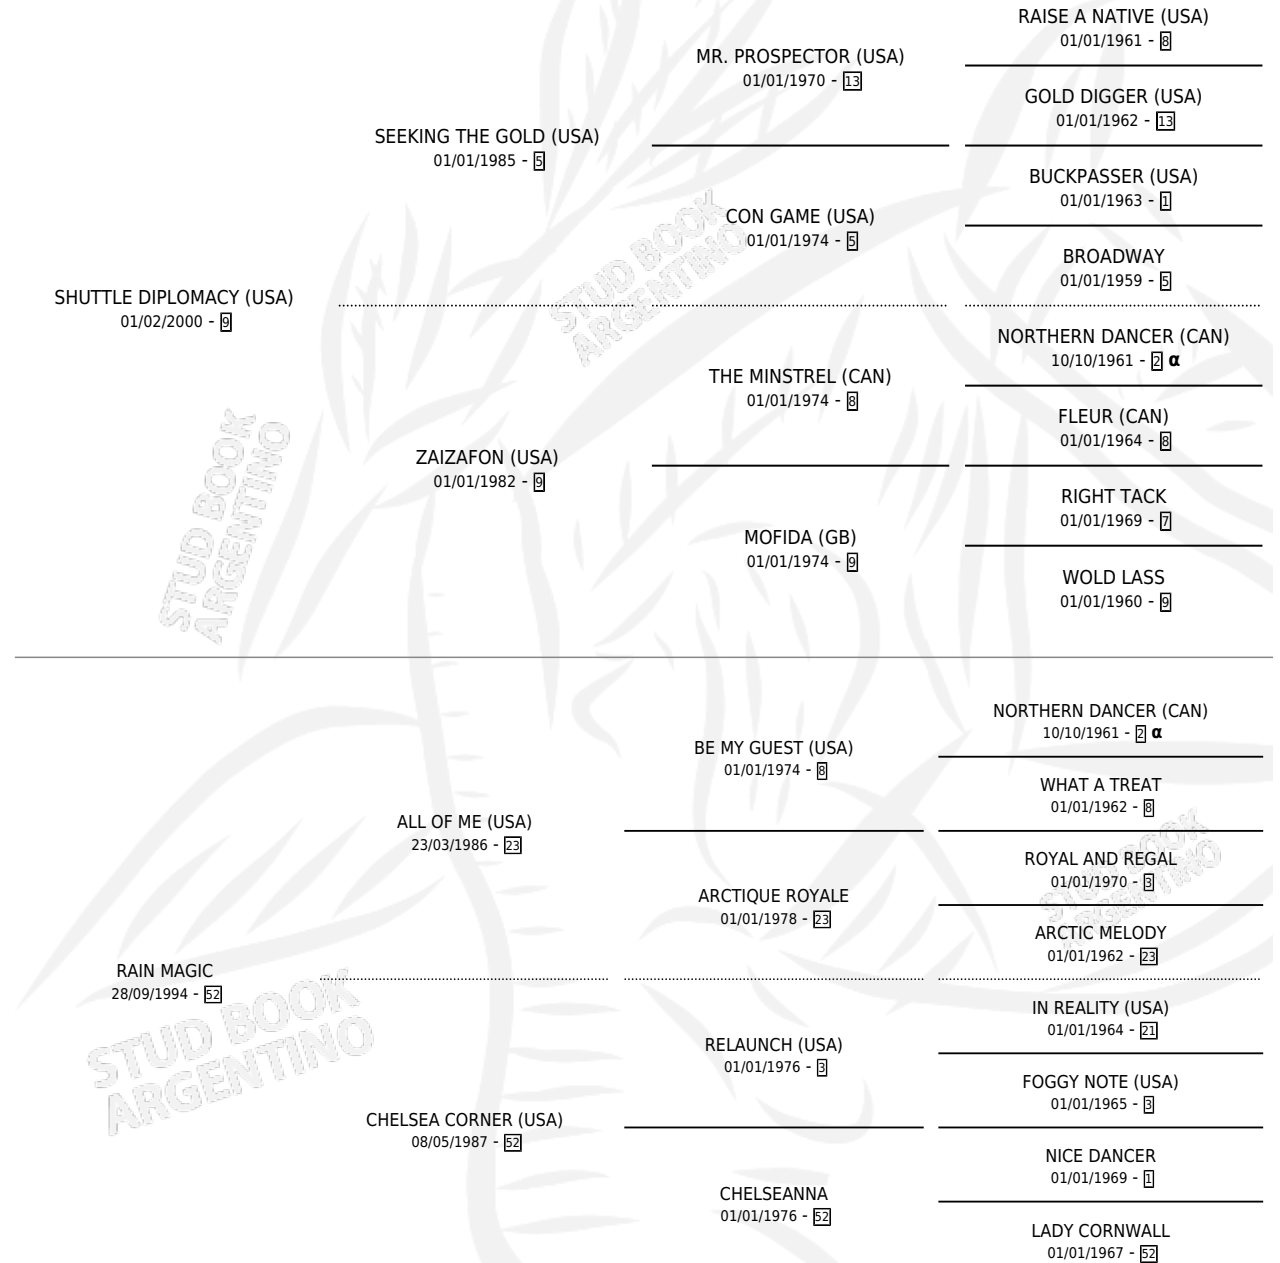 RAISE A NATIVE (USA)
01/01/1961 - 8
MR. PROSPECTOR (USA)
01/01/1970 - 13
GOLD DIGGER (USA)
01/01/1962 - 13
SEEKING THE GOLD (USA)
01/01/1985 - 5
BUCKPASSER (USA)
01/01/1963 - 1
CON GAME (USA)
01/01/1974 - 5
BROADWAY
01/01/1959 - 5
STUD BOOK
ARGENTINO
SHUTTLE DIPLOMACY (USA)
01/02/2000 - 9
NORTHERN DANCER (CAN)
10/10/1961 - 2 α
THE MINSTREL (CAN)
01/01/1974 - 8
FLEUR (CAN)
01/01/1964 - 8
ZAIZAFON (USA)
01/01/1982 - 9
RIGHT TACK
01/01/1969 - 7
MOFIDA (GB)
01/01/1974 - 9
WOLD LASS
01/01/1960 - 9
STUD BOOK
ARGENTINO
NORTHERN DANCER (CAN)
10/10/1961 - 2 α
BE MY GUEST (USA)
01/01/1974 - 8
WHAT A TREAT
01/01/1962 - 8
ALL OF ME (USA)
23/03/1986 - 23
ROYAL AND REGAL
01/01/1970 - 3
ARCTIQUE ROYALE
01/01/1978 - 23
ARCTIC MELODY
01/01/1962 - 23
STUD BOOK
ARGENTINO
RAIN MAGIC
28/09/1994 - 52
IN REALITY (USA)
01/01/1964 - 21
RELAUNCH (USA)
01/01/1976 - 3
FOGGY NOTE (USA)
01/01/1965 - 3
CHELSEA CORNER (USA)
08/05/1987 - 52
NICE DANCER
01/01/1969 - 1
CHELSEANNA
01/01/1976 - 52
LADY CORNWALL
01/01/1967 - 52
STUD BOOK
ARGENTINO